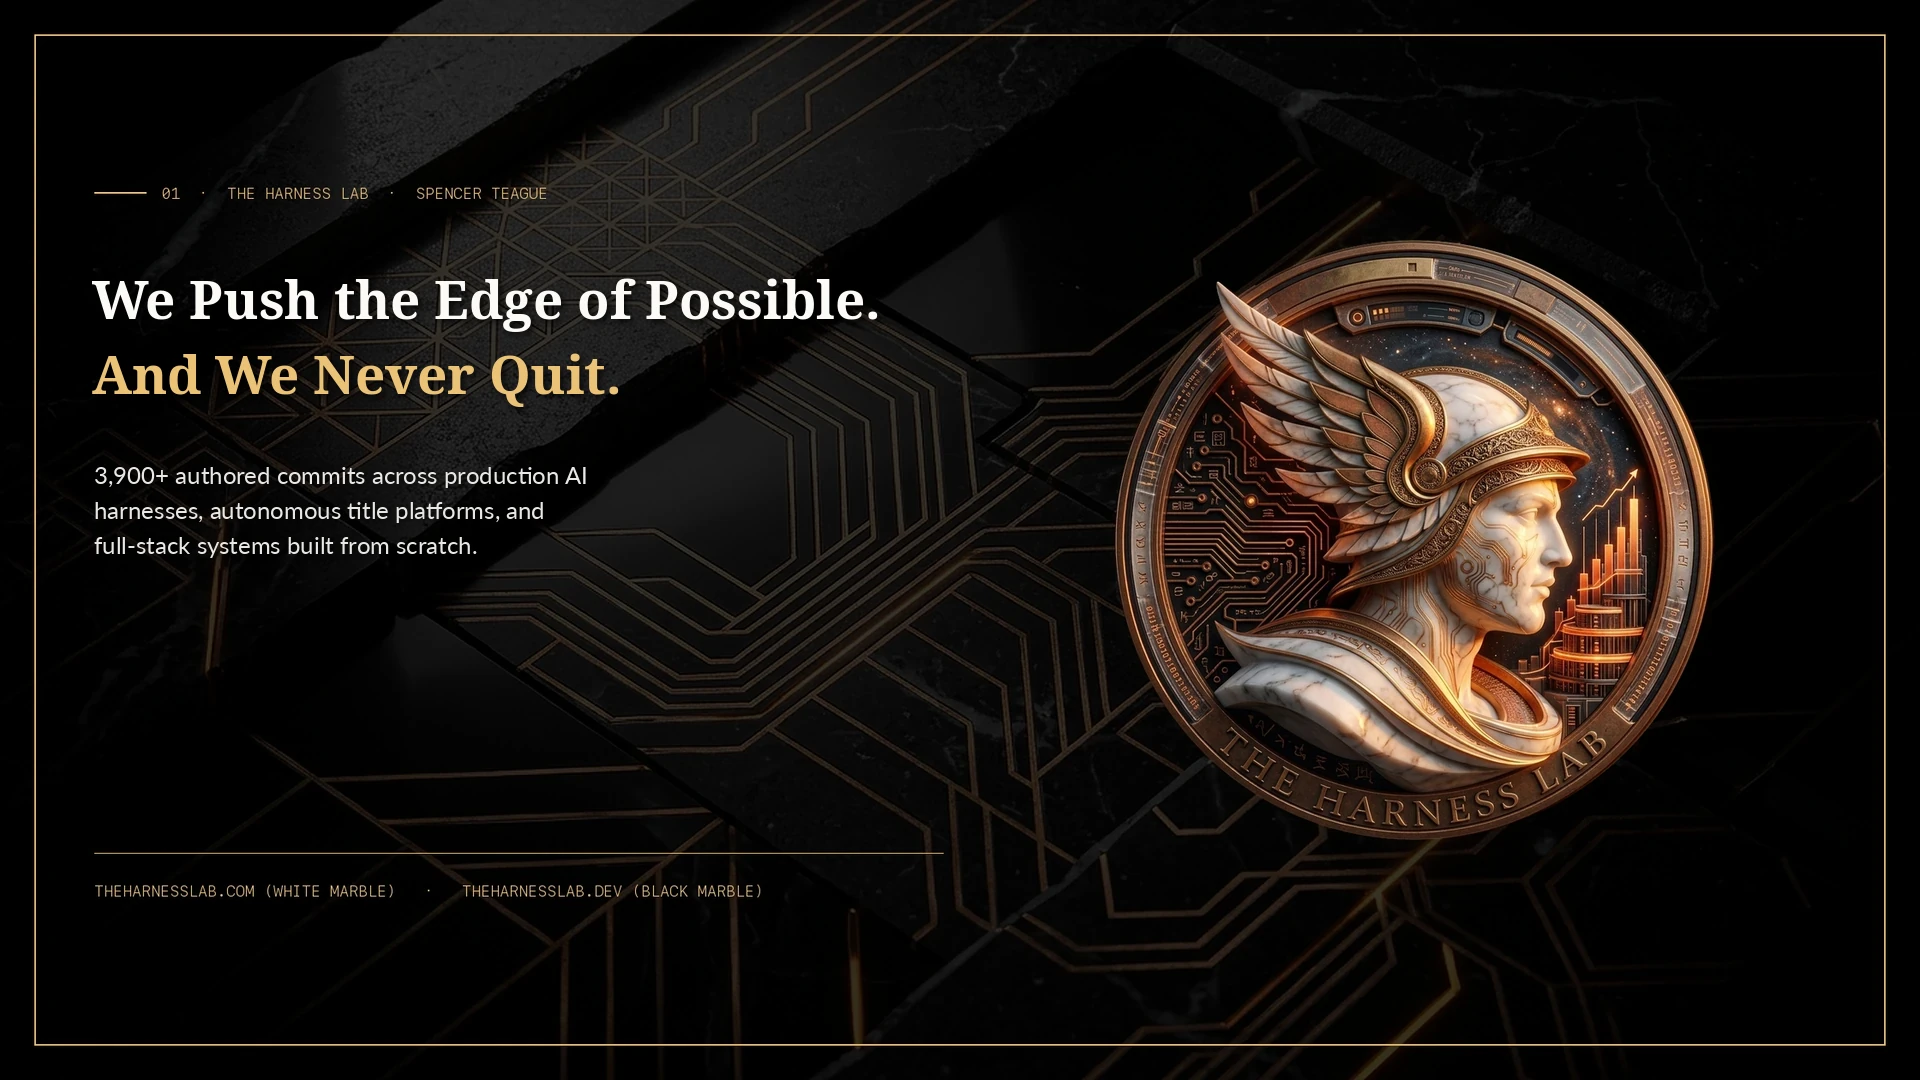 01 · THE HARNESS LAB · SPENCER TEAGUE
We Push the Edge of Possible.
And We Never Quit.
3,900+ authored commits across production AI
harnesses, autonomous title platforms, and
full-stack systems built from scratch.
THE HARNESS LAB
THEHARNESSLAB.COM (WHITE MARBLE) · THEHARNESSLAB.DEV (BLACK MARBLE)